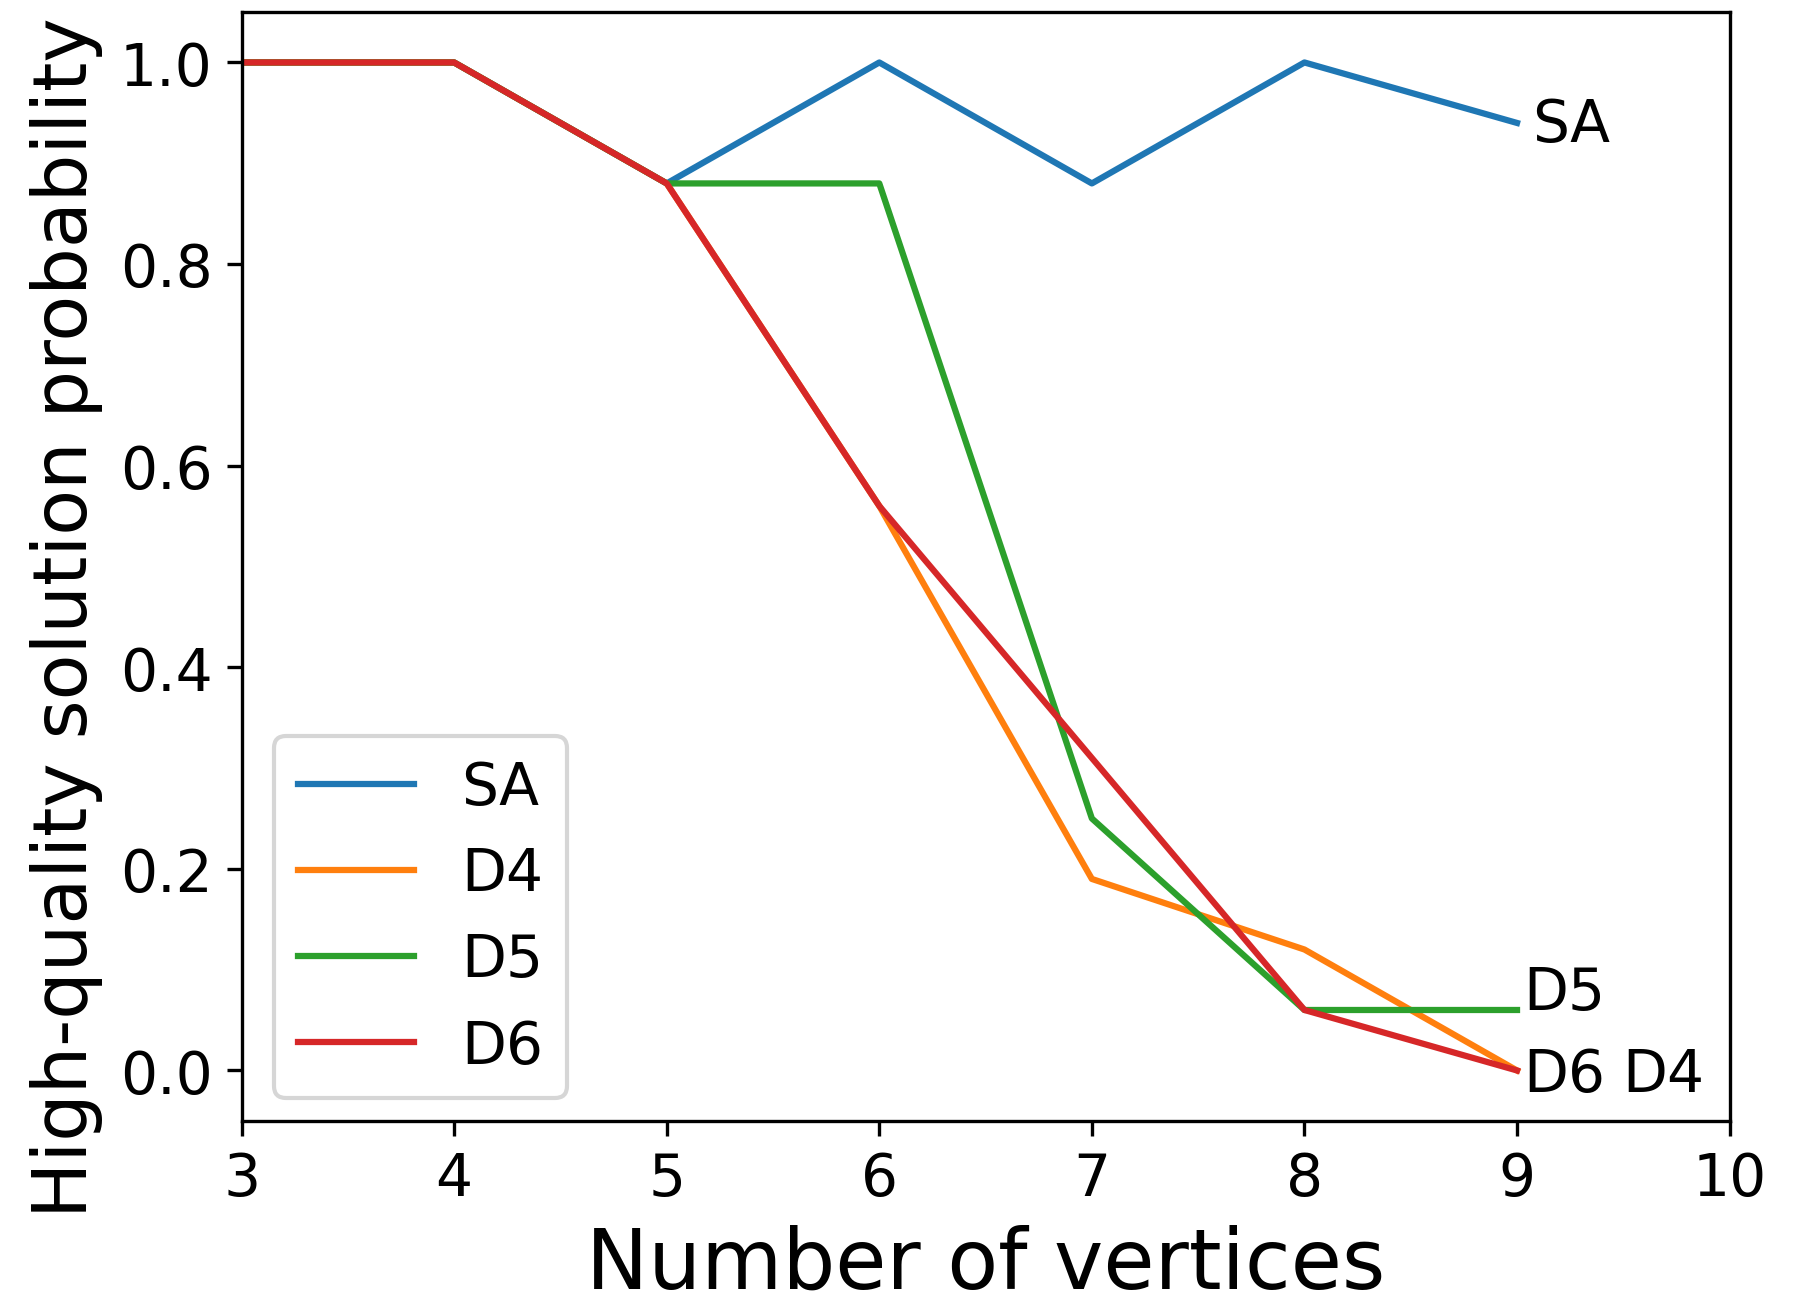 High-quality solution probability
1.0
0.8
0.6
0.4
0.2
0.0
SA
D4
D5
D6
SA
D5
D6 D4
3 4 5 6 7 8 9 10
Number of vertices